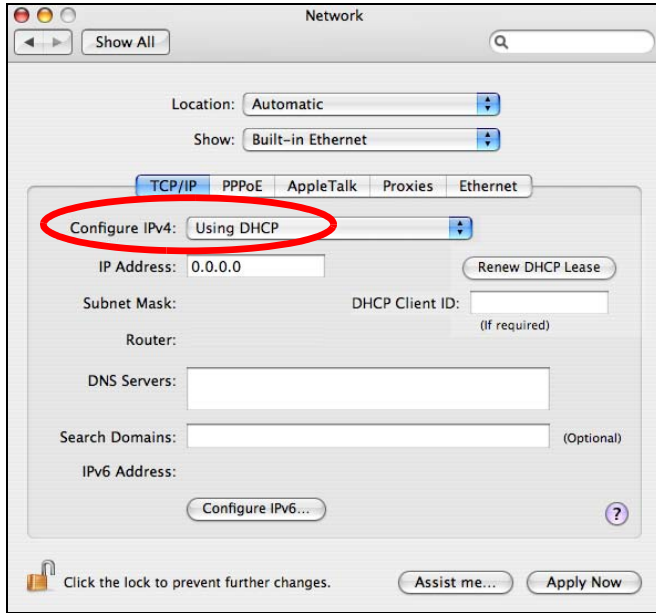 Network
Show All
Location: Automatic
Show: Built-in Ethernet
TCP/IP PPPoE AppleTalk Proxies Ethernet
Configure IPv4: Using DHCP
IP Address: 0.0.0.0 Renew DHCP Lease
Subnet Mask: DHCP Client ID:
(If required)
Router:
DNS Servers:
Search Domains: (Optional)
IPv6 Address:
Configure IPv6... ?
Click the lock to prevent further changes. Assist me... Apply Now